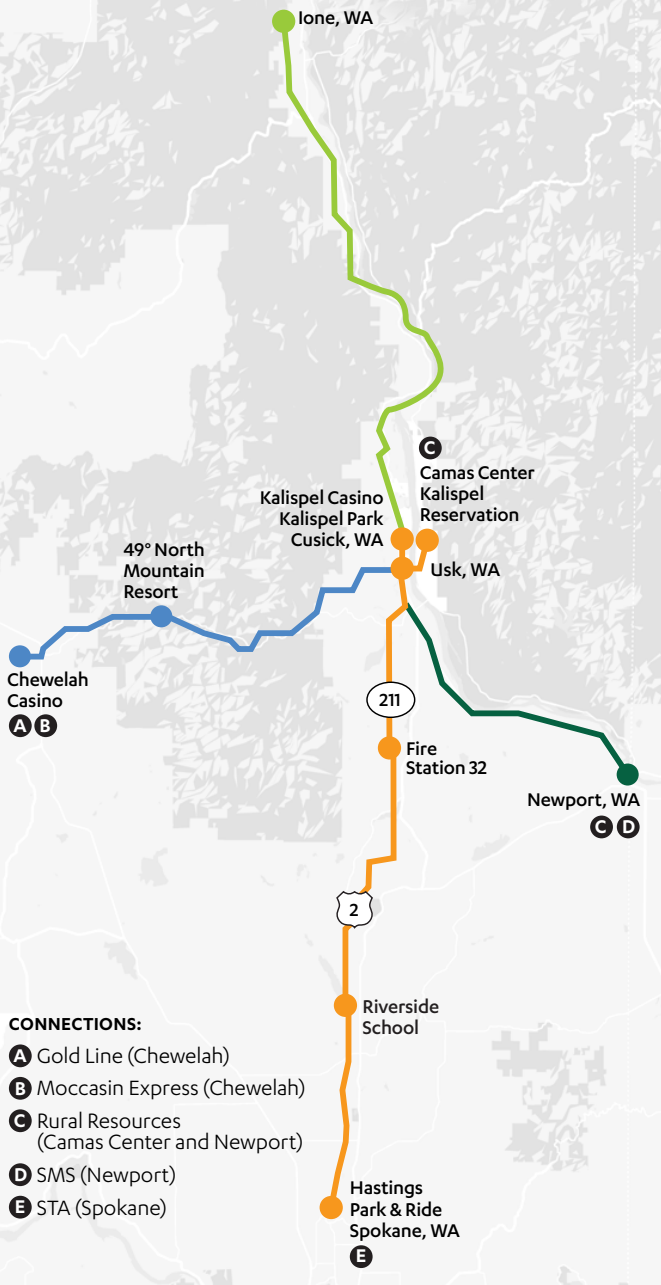 Ione, WA
C
Camas Center
Kalispel
Reservation
Kalispel Casino
Kalispel Park
Cusick, WA
Usk, WA
49° North
Mountain
Resort
Chewelah
Casino
A B
211
Fire
Station 32
Newport, WA
C D
2
Riverside
School
CONNECTIONS:
A Gold Line (Chewelah)
B Moccasin Express (Chewelah)
C Rural Resources
(Camas Center and Newport)
D SMS (Newport)
E STA (Spokane)
Hastings
Park & Ride
Spokane, WA
E